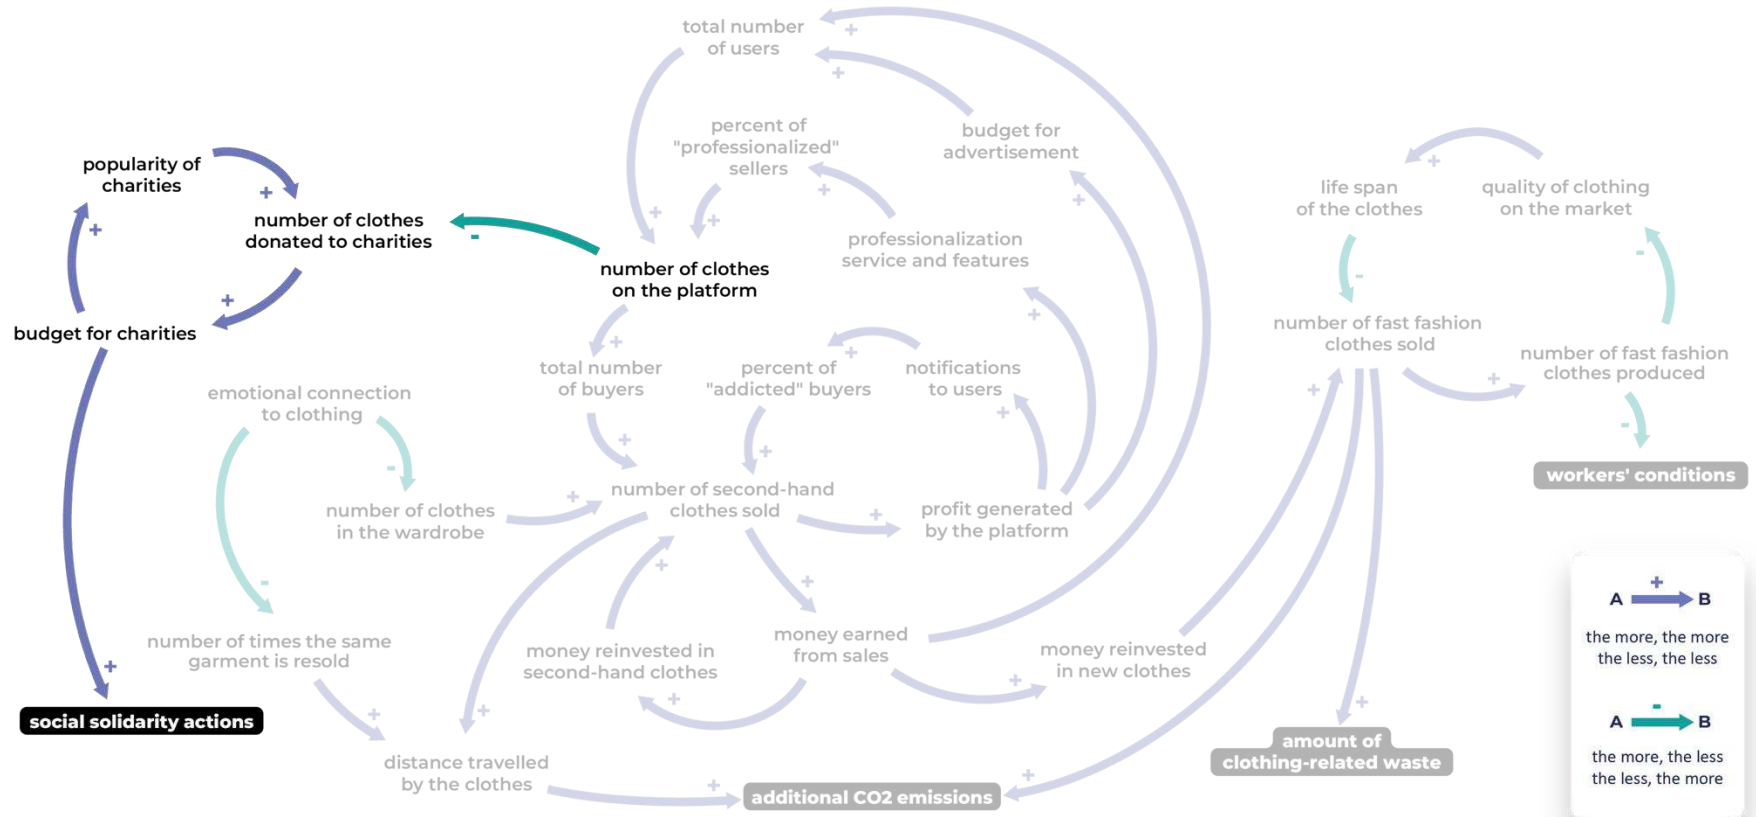 total number
of users
+
+
percent of
"professionalized"
sellers
+
budget for
advertisement
+
popularity of
charities
+
+
number of clothes
donated to charities
-
+
+
professionalization
service and features
+
life span
of the clothes
+
quality of clothing
on the market
-
-
number of clothes
on the platform
+
budget for charities
+
+
total number
of buyers
percent of
"addicted" buyers
+
notifications
to users
+
number of fast fashion
clothes sold
+
number of fast fashion
clothes produced
-
+
emotional connection
to clothing
-
-
+
+
workers' conditions
number of clothes
in the wardrobe
+
number of second-hand
clothes sold
+
profit generated
by the platform
+
+
number of times the same
garment is resold
+
money reinvested in
second-hand clothes
+
money earned
from sales
+
money reinvested
in new clothes
+
social solidarity actions
+
distance travelled
by the clothes
+
additional CO2 emissions
+
amount of
clothing-related waste
+
+
A B
the more, the more
the less, the less
-
A B
the more, the less
the less, the more